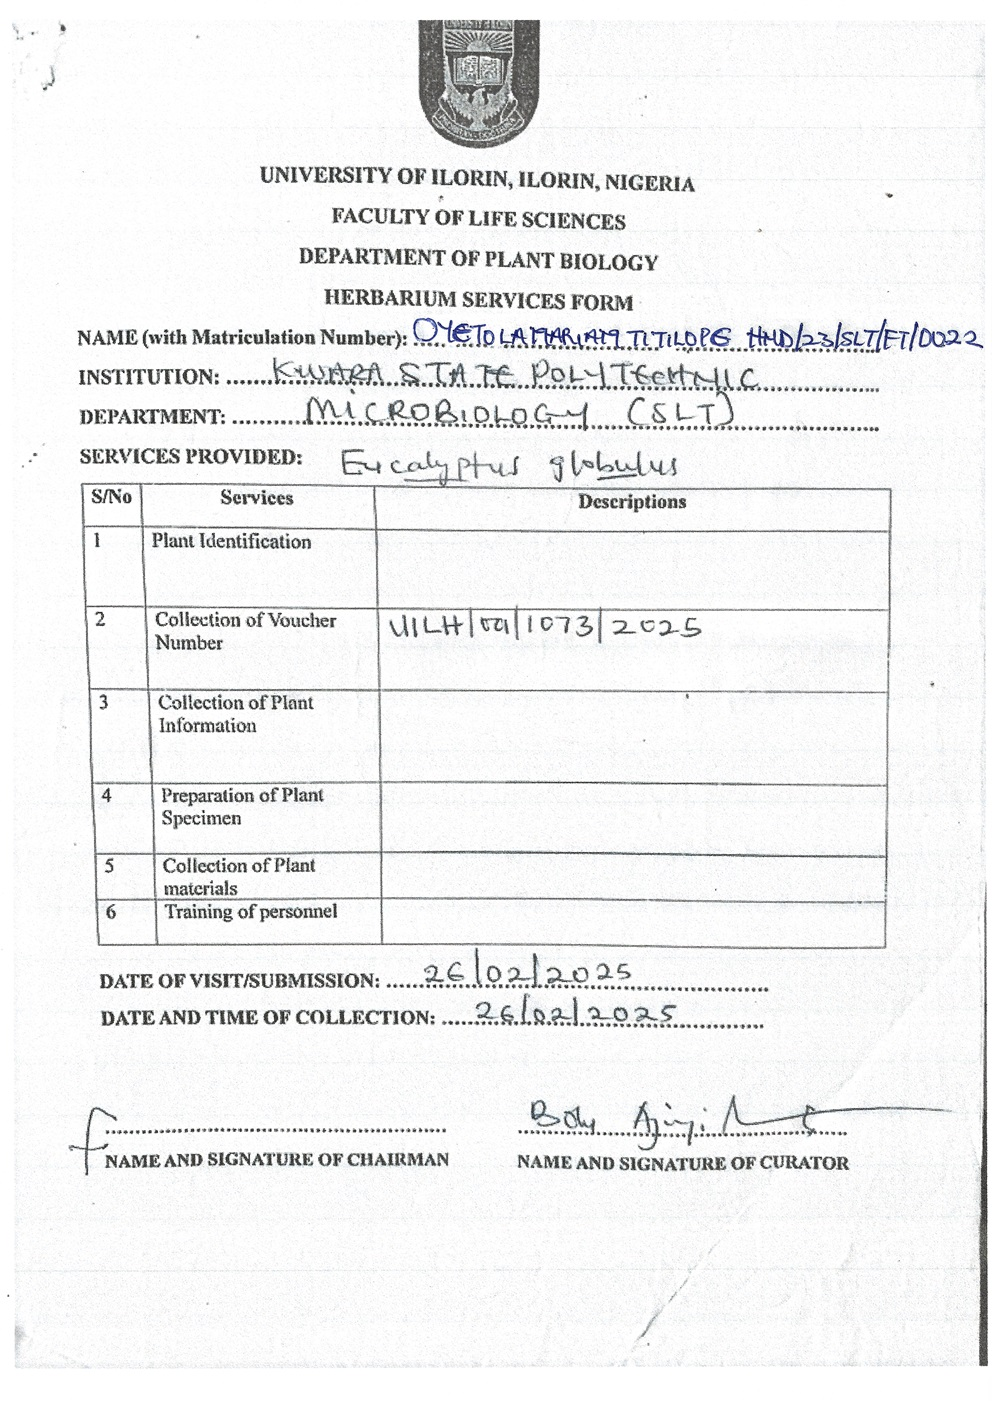 UNIVERSITY OF ILORIN, ILORIN, NIGERIA
FACULTY OF LIFE SCIENCES
DEPARTMENT OF PLANT BIOLOGY
HERBARIUM SERVICES FORM
NAME (with Matriculation Number): OYETOLA MARIAM TITILOPE HND/23/SLT/FT/0022
INSTITUTION: KWARA STATE POLYTECHNIC
DEPARTMENT: MICROBIOLOGY (SLT)
SERVICES PROVIDED: Eucalyptus globulus
S/No Services Descriptions
1 Plant Identification
2 Collection of Voucher
Number
UILH/001/1073/2025
3 Collection of Plant
Information
4 Preparation of Plant
Specimen
5 Collection of Plant
materials
6 Training of personnel
DATE OF VISIT/SUBMISSION: 26/02/2025
DATE AND TIME OF COLLECTION: 26/02/2025
Bolu Ajayi
NAME AND SIGNATURE OF CHAIRMAN NAME AND SIGNATURE OF CURATOR